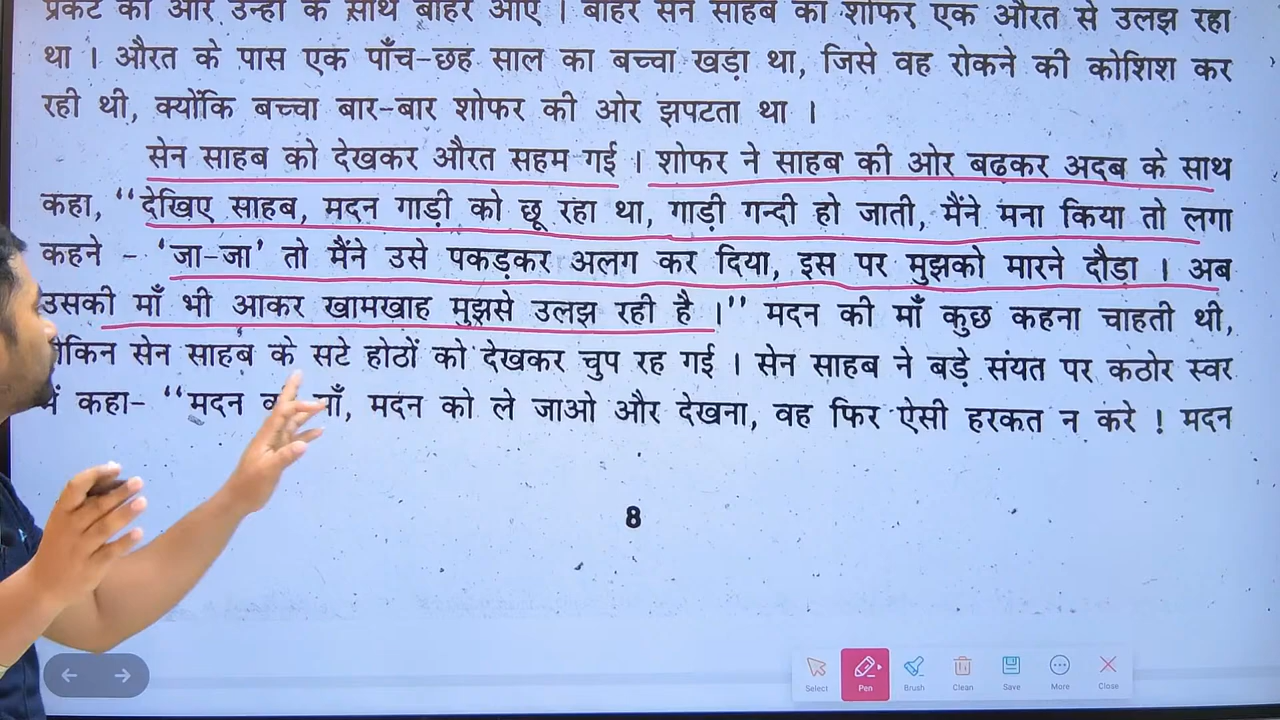 प्रकट की और उन्हीं के साथ बाहर आए । बाहर सेन साहब का शोफर एक औरत से उलझ रहा
था । औरत के पास एक पाँच-छह साल का बच्चा खड़ा था, जिसे वह रोकने की कोशिश कर
रही थी, क्योंकि बच्चा बार-बार शोफर की ओर झपटता था ।
सेन साहब को देखकर औरत सहम गई । शोफर ने साहब की ओर बढकर अदब के साथ
कहा, “देखिए साहब, मदन गाड़ी को छू रहा था, गाड़ी गन्दी हो जाती, मैंने मना किया तो लगा
कहने - ‘जा-जा’ तो मैंने उसे पकड़कर अलग कर दिया, इस पर मुझको मारने दौड़ा । अब
उसकी माँ भी आकर खामखाह मुझसे उलझ रही है ।” मदन की माँ कुछ कहना चाहती थी,
सेन साहब के सटे होठों को देखकर चुप रह गई । सेन साहब ने बड़े संयत पर कठोर स्वर
कहा- “मदन माँ, मदन को ले जाओ और देखना, वह फिर ऐसी हरकत न करे ! मदन
8
Select Pen Brush Clean Save More Close